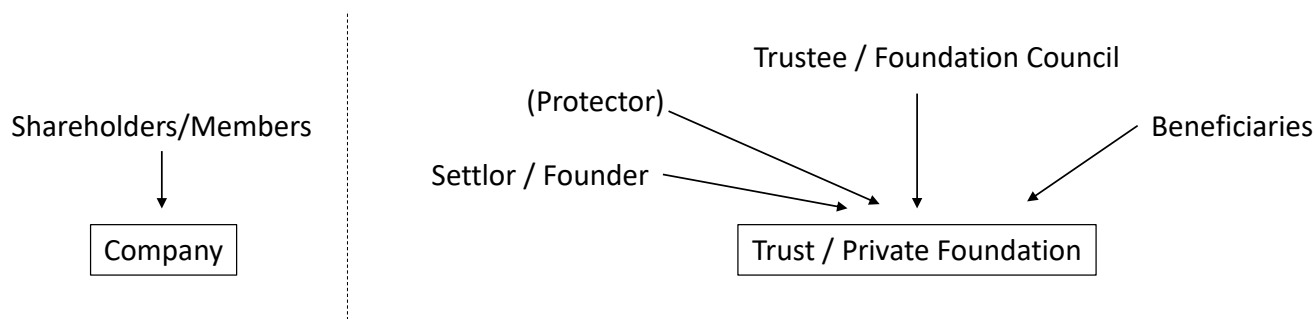 Shareholders/Members
Company
Trustee / Foundation Council
(Protector)
Beneficiaries
Settlor / Founder
Trust / Private Foundation